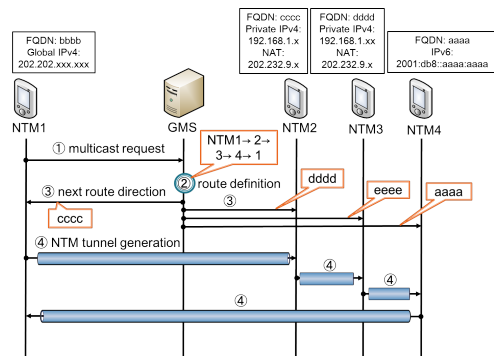 FQDN: bbbb
Global IPv4:
202.202.xxx.xxx
FQDN: cccc
Private IPv4:
192.168.1.x
NAT:
202.232.9.x
FQDN: dddd
Private IPv4:
192.168.1.xx
NAT:
202.232.9.x
FQDN: aaaa
IPv6:
2001:db8::aaaa:aaaa
NTM1
GMS
NTM2
NTM3
NTM4
① multicast request
NTM1→ 2→
3→ 4→ 1
② route definition
③ next route direction
③
dddd
eeee
aaaa
cccc
④ NTM tunnel generation
④
④
④